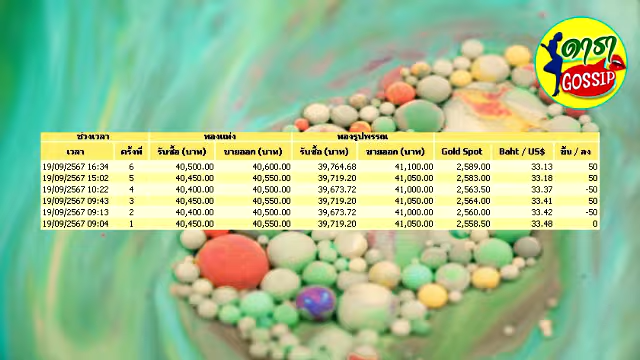 ดารา
GOSSIP
ช่วงเวลา ทองแท่ง ทองรูปพรรณ
เวลา ครั้งที่ รับซื้อ (บาท) ขายออก (บาท) รับซื้อ (บาท) ขายออก (บาท) Gold Spot Baht / US$ ขึ้น / ลง
19/09/2567 16:34 6 40,500.00 40,600.00 39,764.68 41,100.00 2,589.00 33.13 50
19/09/2567 15:02 5 40,450.00 40,550.00 39,719.20 41,050.00 2,583.00 33.18 50
19/09/2567 10:22 4 40,400.00 40,500.00 39,673.72 41,000.00 2,563.50 33.37 -50
19/09/2567 09:43 3 40,450.00 40,550.00 39,719.20 41,050.00 2,564.00 33.41 50
19/09/2567 09:13 2 40,400.00 40,500.00 39,673.72 41,000.00 2,560.00 33.42 -50
19/09/2567 09:04 1 40,450.00 40,550.00 39,719.20 41,050.00 2,558.50 33.48 0